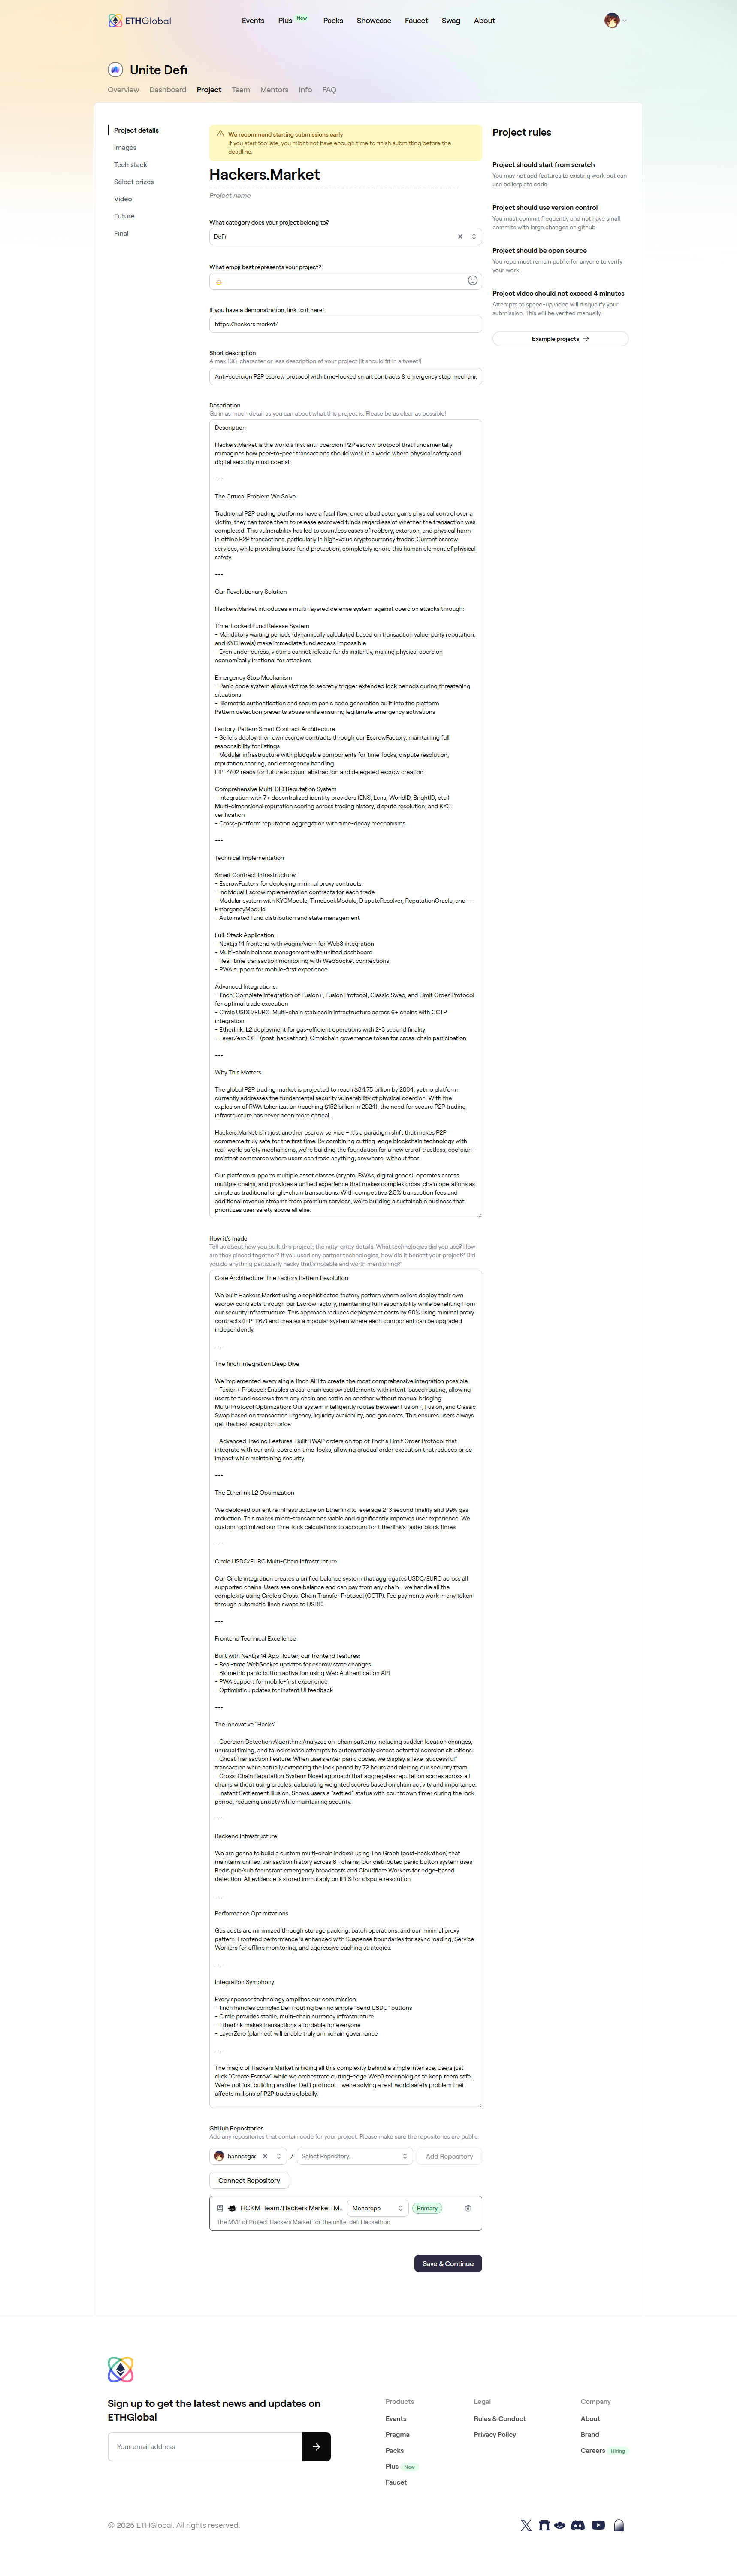 ETHGlobal
Events
Plus
New
Packs
Showcase
Faucet
Swag
About
Unite Defi
Overview
Dashboard
Project
Team
Mentors
Info
FAQ
Project details
Images
Tech stack
Select prizes
Video
Future
Final
We recommend starting submissions early
If you start too late, you might not have enough time to finish submitting before the
deadline.
Hackers.Market
Project name
What category does your project belong to?
DeFi
What emoji best represents your project?
If you have a demonstration, link to it here!
https://hackers.market/
Short description
A max 100-character or less description of your project (it should fit in a tweet!)
Anti-coercion P2P escrow protocol with time-locked smart contracts & emergency stop mechani
Description
Go in as much detail as you can about what this project is. Please be as clear as possible!
Description
Hackers.Market is the world's first anti-coercion P2P escrow protocol that fundamentally
reimagines how peer-to-peer transactions should work in a world where physical safety and
digital security must coexist.
---
The Critical Problem We Solve
Traditional P2P trading platforms have a fatal flaw: once a bad actor gains physical control over a
victim, they can force them to release escrowed funds regardless of whether the transaction was
completed. This vulnerability has led to countless cases of robbery, extortion, and physical harm
in offline P2P transactions, particularly in high-value cryptocurrency trades. Current escrow
services, while providing basic fund protection, completely ignore this human element of physical
safety.
---
Our Revolutionary Solution
Hackers.Market introduces a multi-layered defense system against coercion attacks through:
Time-Locked Fund Release System
- Mandatory waiting periods (dynamically calculated based on transaction value, party reputation,
and KYC levels) make immediate fund access impossible
- Even under duress, victims cannot release funds instantly, making physical coercion
economically irrational for attackers
Emergency Stop Mechanism
- Panic code system allows victims to secretly trigger extended lock periods during threatening
situations
- Biometric authentication and secure panic code generation built into the platform
Pattern detection prevents abuse while ensuring legitimate emergency activations
Factory-Pattern Smart Contract Architecture
- Sellers deploy their own escrow contracts through our EscrowFactory, maintaining full
responsibility for listings
- Modular infrastructure with pluggable components for time-locks, dispute resolution,
reputation scoring, and emergency handling
EIP-7702 ready for future account abstraction and delegated escrow creation
Comprehensive Multi-DID Reputation System
- Integration with 7+ decentralized identity providers (ENS, Lens, WorldID, BrightID, etc.)
Multi-dimensional reputation scoring across trading history, dispute resolution, and KYC
verification
- Cross-platform reputation aggregation with time-decay mechanisms
---
Technical Implementation
Smart Contract Infrastructure:
- EscrowFactory for deploying minimal proxy contracts
- Individual EscrowImplementation contracts for each trade
- Modular system with KYCModule, TimeLockModule, DisputeResolver, ReputationOracle, and - -
EmergencyModule
- Automated fund distribution and state management
Full-Stack Application:
- Next.js 14 frontend with wagmi/viem for Web3 integration
- Multi-chain balance management with unified dashboard
- Real-time transaction monitoring with WebSocket connections
- PWA support for mobile-first experience
Advanced Integrations:
- 1inch: Complete integration of Fusion+, Fusion Protocol, Classic Swap, and Limit Order Protocol
for optimal trade execution
- Circle USDC/EURC: Multi-chain stablecoin infrastructure across 6+ chains with CCTP
integration
- Etherlink: L2 deployment for gas-efficient operations with 2-3 second finality
- LayerZero OFT (post-hackathon): Omnichain governance token for cross-chain participation
---
Why This Matters
The global P2P trading market is projected to reach $84.75 billion by 2034, yet no platform
currently addresses the fundamental security vulnerability of physical coercion. With the
explosion of RWA tokenization (reaching $152 billion in 2024), the need for secure P2P trading
infrastructure has never been more critical.
Hackers.Market isn't just another escrow service - it's a paradigm shift that makes P2P
commerce truly safe for the first time. By combining cutting-edge blockchain technology with
real-world safety mechanisms, we're building the foundation for a new era of trustless, coercion-
resistant commerce where users can trade anything, anywhere, without fear.
Our platform supports multiple asset classes (crypto, RWAs, digital goods), operates across
multiple chains, and provides a unified experience that makes complex cross-chain operations as
simple as traditional single-chain transactions. With competitive 2.5% transaction fees and
additional revenue streams from premium services, we're building a sustainable business that
prioritizes user safety above all else.
How it's made
Tell us about how you built this project; the nitty-gritty details. What technologies did you use? How
are they pieced together? If you used any partner technologies, how did it benefit your project? Did
you do anything particuarly hacky that's notable and worth mentioning?
Core Architecture: The Factory Pattern Revolution
We built Hackers.Market using a sophisticated factory pattern where sellers deploy their own
escrow contracts through our EscrowFactory, maintaining full responsibility while benefiting from
our security infrastructure. This approach reduces deployment costs by 90% using minimal proxy
contracts (EIP-1167) and creates a modular system where each component can be upgraded
independently.
---
The 1inch Integration Deep Dive
We implemented every single 1inch API to create the most comprehensive integration possible:
- Fusion+ Protocol: Enables cross-chain escrow settlements with intent-based routing, allowing
users to fund escrows from any chain and settle on another without manual bridging.
Multi-Protocol Optimization: Our system intelligently routes between Fusion+, Fusion, and Classic
Swap based on transaction urgency, liquidity availability, and gas costs. This ensures users always
get the best execution price.
- Advanced Trading Features: Built TWAP orders on top of 1inch's Limit Order Protocol that
integrate with our anti-coercion time-locks, allowing gradual order execution that reduces price
impact while maintaining security.
---
The Etherlink L2 Optimization
We deployed our entire infrastructure on Etherlink to leverage 2-3 second finality and 99% gas
reduction. This makes micro-transactions viable and significantly improves user experience. We
custom-optimized our time-lock calculations to account for Etherlink's faster block times.
---
Circle USDC/EURC Multi-Chain Infrastructure
Our Circle integration creates a unified balance system that aggregates USDC/EURC across all
supported chains. Users see one balance and can pay from any chain - we handle all the
complexity using Circle's Cross-Chain Transfer Protocol (CCTP). Fee payments work in any token
through automatic 1inch swaps to USDC.
---
Frontend Technical Excellence
Built with Next.js 14 App Router, our frontend features:
- Real-time WebSocket updates for escrow state changes
- Biometric panic button activation using Web Authentication API
- PWA support for mobile-first experience
- Optimistic updates for instant UI feedback
---
The Innovative "Hacks"
- Coercion Detection Algorithm: Analyzes on-chain patterns including sudden location changes,
unusual timing, and failed release attempts to automatically detect potential coercion situations.
- Ghost Transaction Feature: When users enter panic codes, we display a fake "successful"
transaction while actually extending the lock period by 72 hours and alerting our security team.
- Cross-Chain Reputation System: Novel approach that aggregates reputation scores across all
chains without using oracles, calculating weighted scores based on chain activity and importance.
- Instant Settlement Illusion: Shows users a "settled" status with countdown timer during the lock
period, reducing anxiety while maintaining security.
---
Backend Infrastructure
We are gonna to build a custom multi-chain indexer using The Graph (post-hackathon) that
maintains unified transaction history across 6+ chains. Our distributed panic button system uses
Redis pub/sub for instant emergency broadcasts and Cloudflare Workers for edge-based
detection. All evidence is stored immutably on IPFS for dispute resolution.
---
Performance Optimizations
Gas costs are minimized through storage packing, batch operations, and our minimal proxy
pattern. Frontend performance is enhanced with Suspense boundaries for async loading, Service
Workers for offline monitoring, and aggressive caching strategies.
---
Integration Symphony
Every sponsor technology amplifies our core mission:
- 1inch handles complex DeFi routing behind simple "Send USDC" buttons
- Circle provides stable, multi-chain currency infrastructure
- Etherlink makes transactions affordable for everyone
- LayerZero (planned) will enable truly omnichain governance
---
The magic of Hackers.Market is hiding all this complexity behind a simple interface. Users just
click "Create Escrow" while we orchestrate cutting-edge Web3 technologies to keep them safe.
We're not just building another DeFi protocol - we're solving a real-world safety problem that
affects millions of P2P traders globally.
GitHub Repositories
Add any repositories that contain code for your project. Please make sure the repositories are public.
hannesgao
/
Select Repository...
Add Repository
Connect Repository
HCKM-Team/Hackers.Market-M...
Monorepo
Primary
The MVP of Project Hackers.Market for the unite-defi Hackathon
Save & Continue
Project rules
Project should start from scratch
You may not add features to existing work but can
use boilerplate code.
Project should use version control
You must commit frequently and not have small
commits with large changes on github.
Project should be open source
You repo must remain public for anyone to verify
your work.
Project video should not exceed 4 minutes
Attempts to speed-up video will disqualify your
submission. This will be verified manually.
Example projects
Sign up to get the latest news and updates on
ETHGlobal
Your email address
Products
Events
Pragma
Packs
Plus
New
Faucet
Legal
Rules & Conduct
Privacy Policy
Company
About
Brand
Careers
Hiring
© 2025 ETHGlobal. All rights reserved.